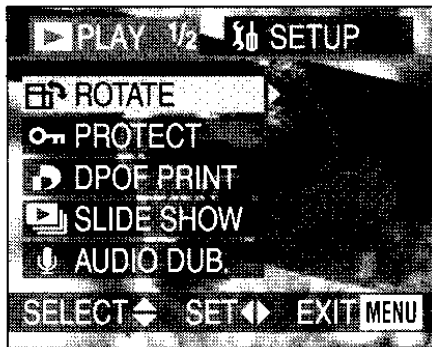 PLAY 1/2 SETUP
ROTATE
PROTECT
DPOF PRINT
SLIDE SHOW
AUDIO DUB.
SELECT SET EXIT MENU